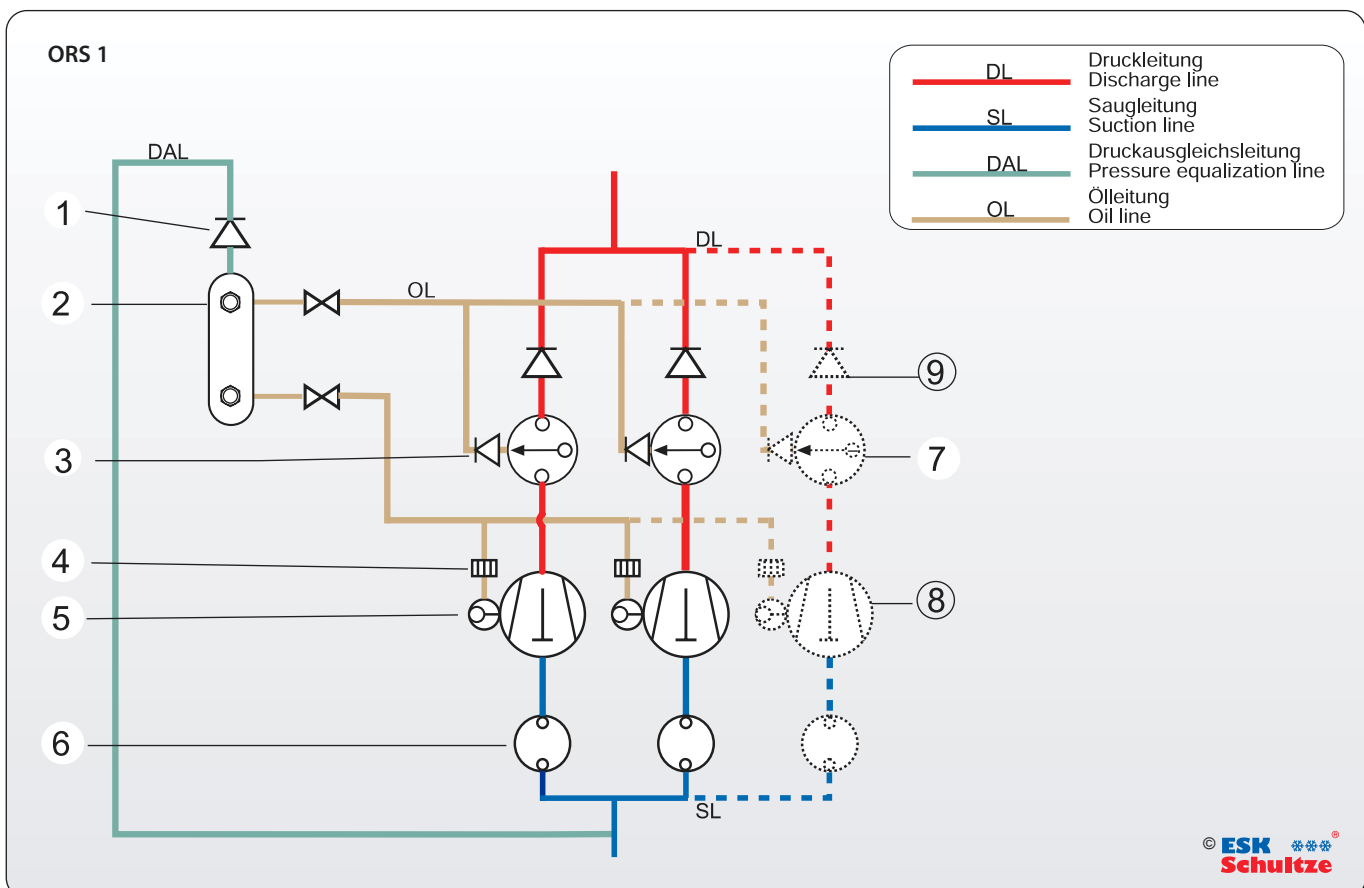 ORS 1
DL
Druckleitung
Discharge line
SL
Saugleitung
Suction line
DAL
Druckausgleichsleitung
Pressure equalization line
OL
Ölleitung
Oil line
DAL
1
DL
2
OL
9
3
7
4
5
8
6
SL
© ESK ®
Schultze